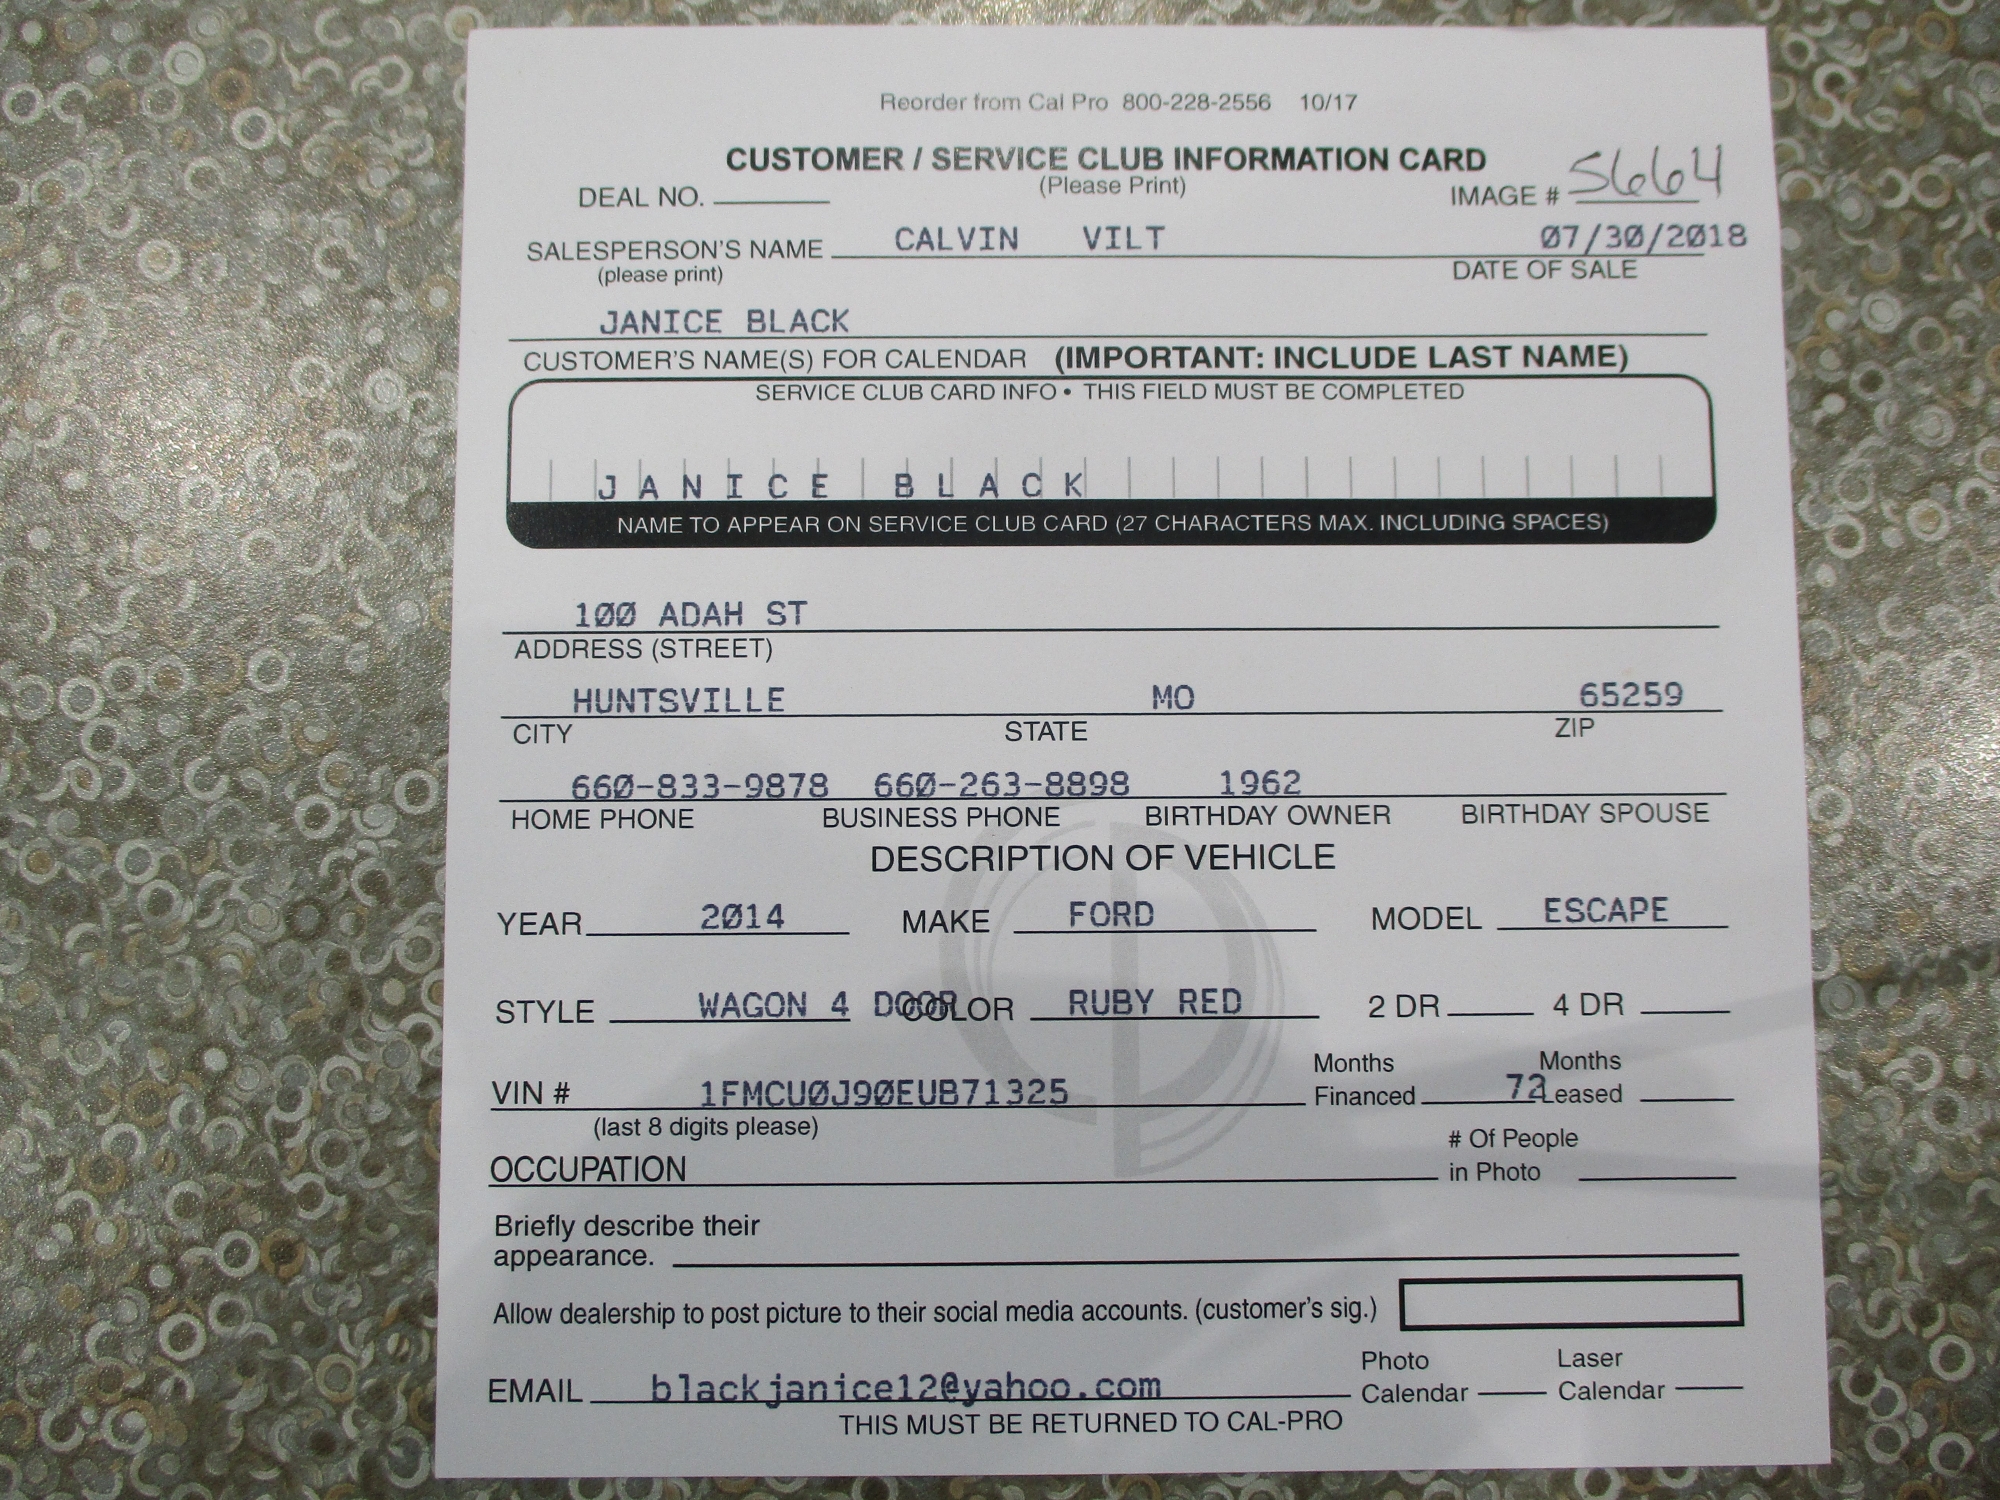 Reorder from Cal Pro 800-228-2556 10/17
CUSTOMER / SERVICE CLUB INFORMATION CARD
(Please Print)
DEAL NO. IMAGE # 5664
SALESPERSON'S NAME CALVIN VILT 07/30/2018
(please print) DATE OF SALE
JANICE BLACK
CUSTOMER'S NAME(S) FOR CALENDAR (IMPORTANT: INCLUDE LAST NAME)
SERVICE CLUB CARD INFO • THIS FIELD MUST BE COMPLETED
JANICE BLACK
NAME TO APPEAR ON SERVICE CLUB CARD (27 CHARACTERS MAX. INCLUDING SPACES)
100 ADAH ST
ADDRESS (STREET)
HUNTSVILLE MO 65259
CITY STATE ZIP
660-833-9878 660-263-8898 1962
HOME PHONE BUSINESS PHONE BIRTHDAY OWNER BIRTHDAY SPOUSE
DESCRIPTION OF VEHICLE
YEAR 2014 MAKE FORD MODEL ESCAPE
STYLE WAGON 4 DOOR COLOR RUBY RED 2 DR 4 DR
VIN # 1FMCU0J90EUB71325 Months Financed 72 Months Leased
(last 8 digits please)
OCCUPATION # Of People in Photo
Briefly describe their
appearance.
Allow dealership to post picture to their social media accounts. (customer's sig.)
EMAIL blackjanice12@yahoo.com Photo Calendar Laser Calendar
THIS MUST BE RETURNED TO CAL-PRO